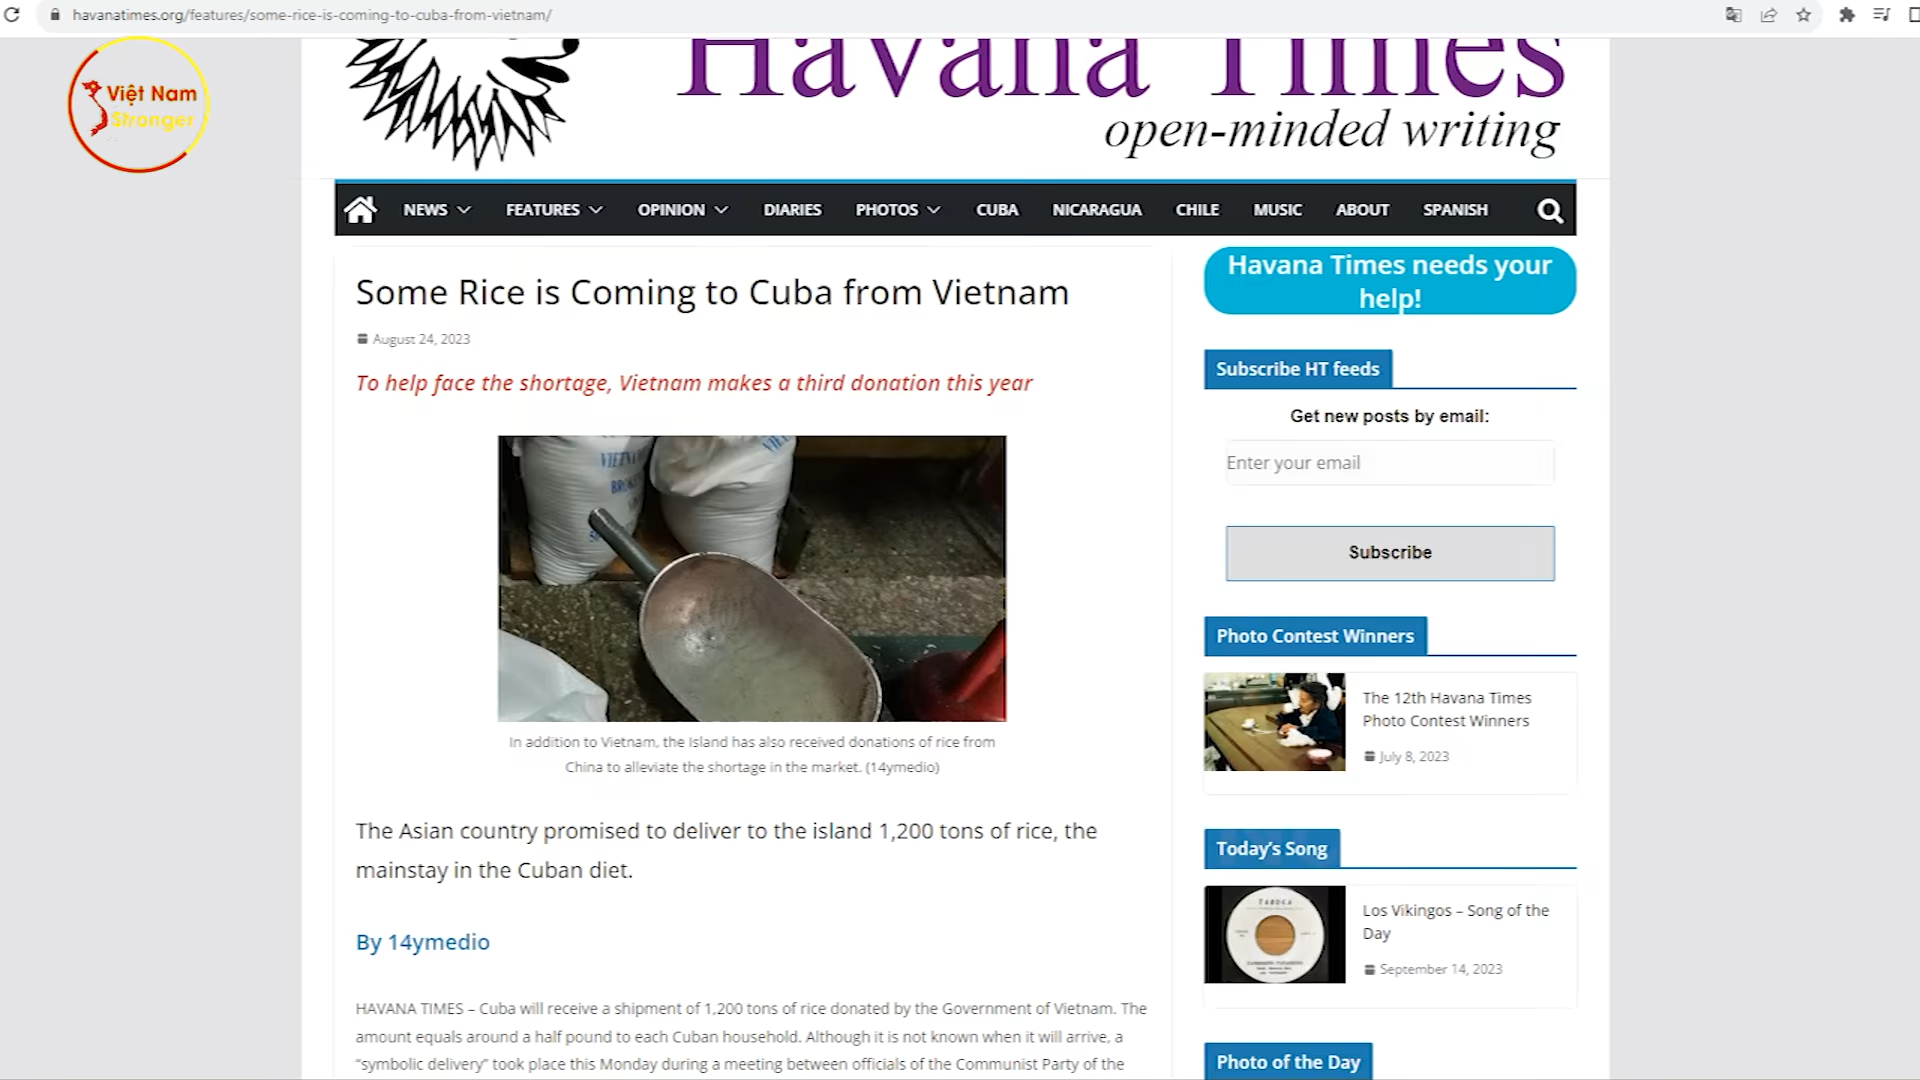 havanatimes.org/features/some-rice-is-coming-to-cuba-from-vietnam/
Việt Nam
Stronger
Havana Times
open-minded writing
NEWS FEATURES OPINION DIARIES PHOTOS CUBA NICARAGUA CHILE MUSIC ABOUT SPANISH
Some Rice is Coming to Cuba from Vietnam
August 24, 2023
To help face the shortage, Vietnam makes a third donation this year
In addition to Vietnam, the Island has also received donations of rice from
China to alleviate the shortage in the market. (14ymedio)
The Asian country promised to deliver to the island 1,200 tons of rice, the
mainstay in the Cuban diet.
By 14ymedio
HAVANA TIMES – Cuba will receive a shipment of 1,200 tons of rice donated by the Government of Vietnam. The
amount equals around a half pound to each Cuban household. Although it is not known when it will arrive, a
“symbolic delivery” took place this Monday during a meeting between officials of the Communist Party of the
Havana Times needs your
help!
Subscribe HT feeds
Get new posts by email:
Enter your email
Subscribe
Photo Contest Winners
The 12th Havana Times
Photo Contest Winners
July 8, 2023
Today’s Song
Los Vikingos – Song of the
Day
September 14, 2023
Photo of the Day